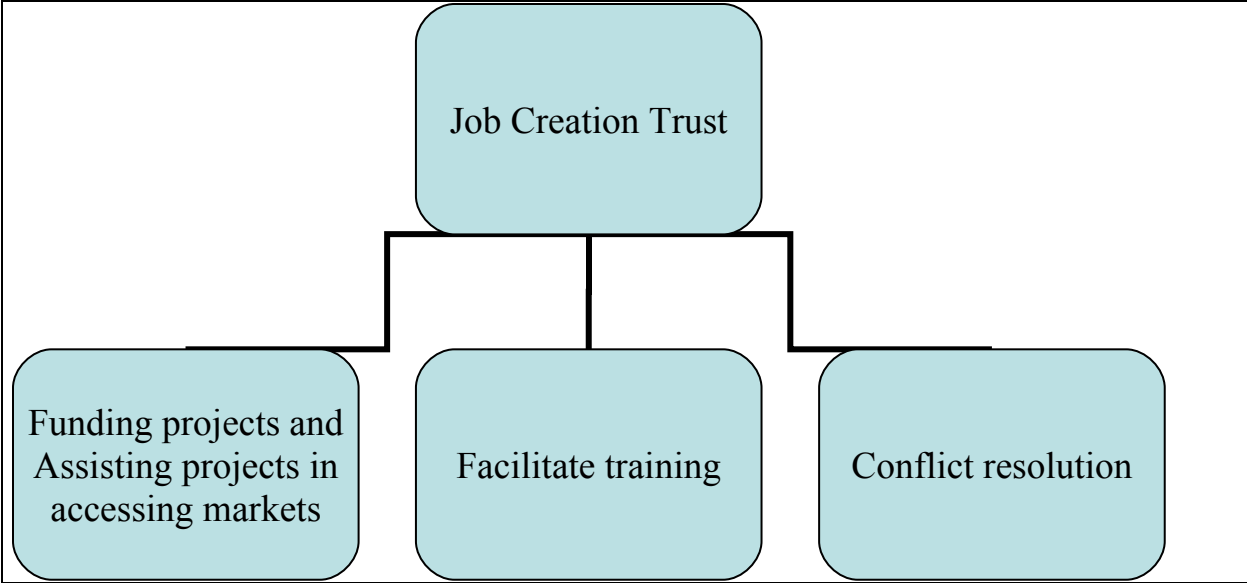 Job Creation Trust
Funding projects and
Assisting projects in
accessing markets
Facilitate training
Conflict resolution